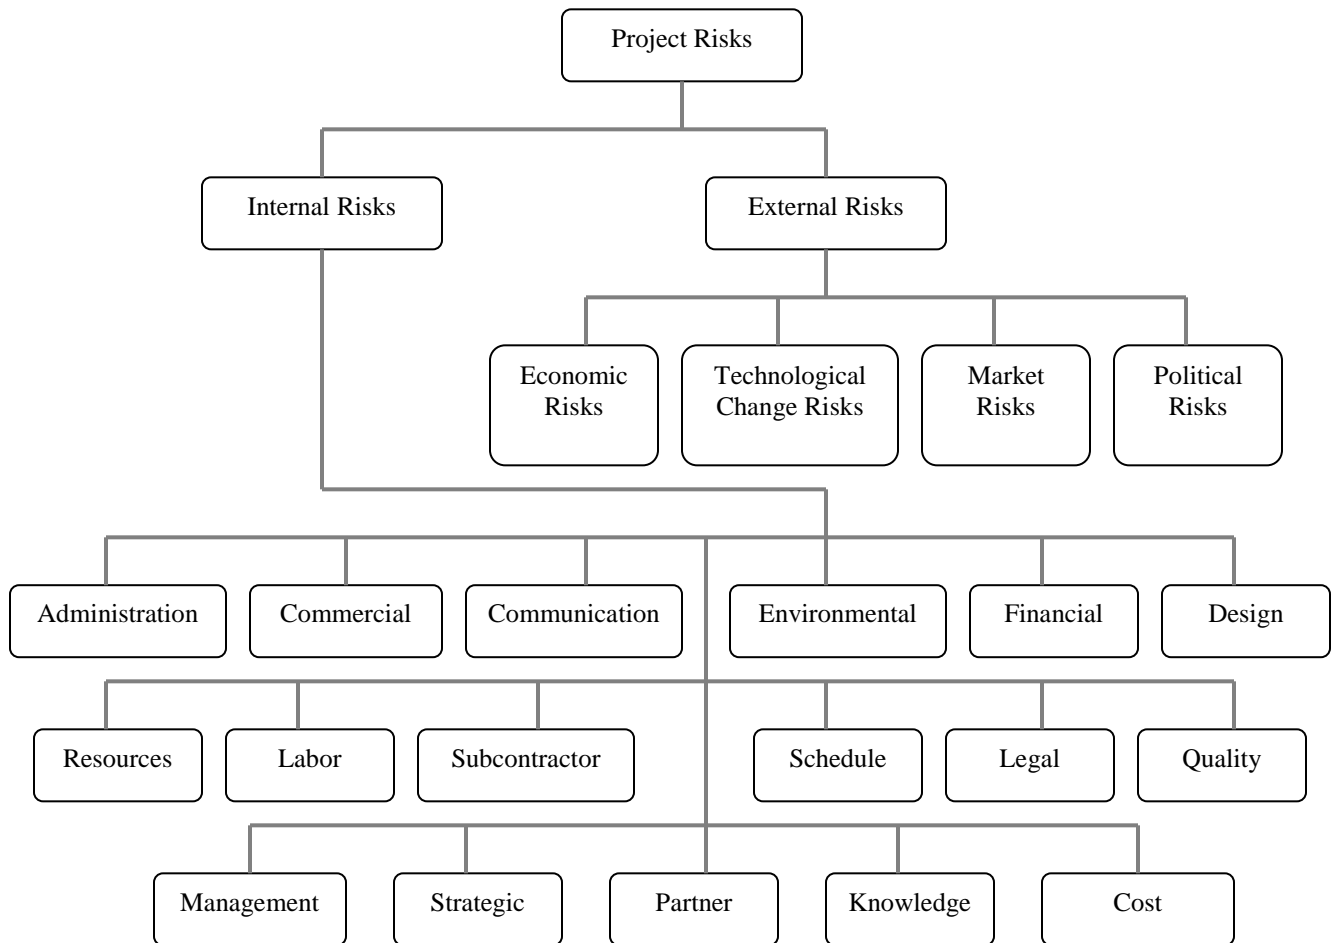 Project Risks
Internal Risks
External Risks
Economic
Risks
Technological
Change Risks
Market
Risks
Political
Risks
Administration
Commercial
Communication
Environmental
Financial
Design
Resources
Labor
Subcontractor
Schedule
Legal
Quality
Management
Strategic
Partner
Knowledge
Cost